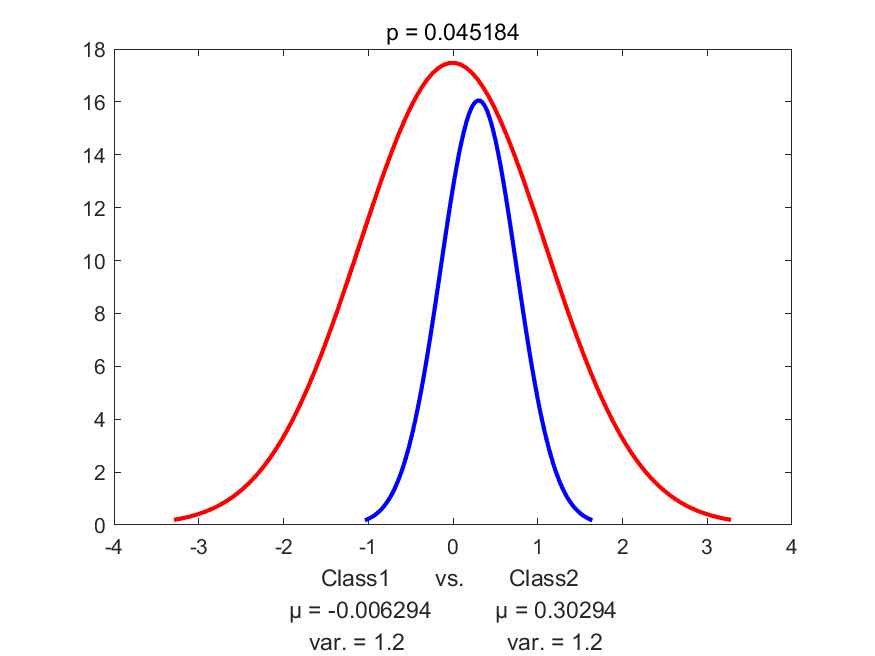 p = 0.045184
18
16
14
12
10
8
6
4
2
0
-4 -3 -2 -1 0 1 2 3 4
Class1 vs. Class2
μ = -0.006294 μ = 0.30294
var. = 1.2 var. = 1.2